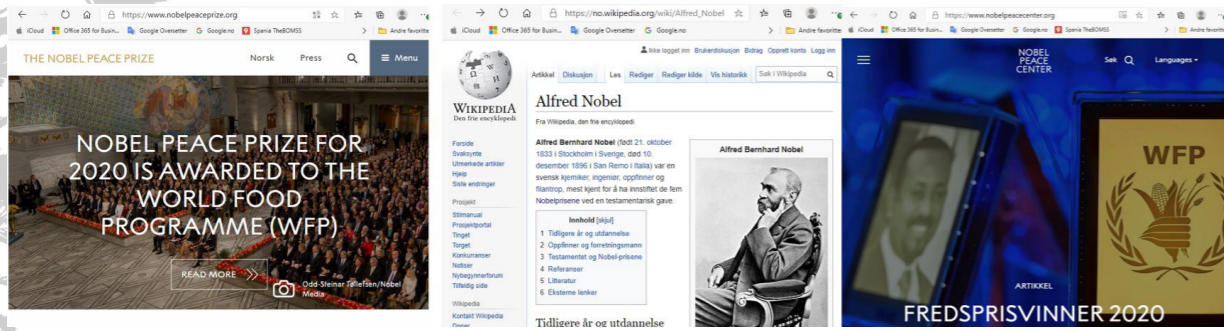 https://www.nobelpeaceprize.org
iCloud Office 365 for Busin... Google Oversetter Google.no Spania TheBOMSS Andre favoritte
THE NOBEL PEACE PRIZE Norsk Press Menu
NOBEL PEACE PRIZE FOR
2020 IS AWARDED TO THE
WORLD FOOD
PROGRAMME (WFP)
READ MORE
Odd-Steinar Tøllefsen/Nobel
Media
https://no.wikipedia.org/wiki/Alfred_Nobel
iCloud Office 365 for Busin... Google Oversetter Google.no Andre favoritte
Ikke logget inn Brukerdiskusjon Bidrag Opprett konto Logg inn
Artikkel Diskusjon Les Rediger Rediger kilde Vis historikk Søk i Wikipedia
WIKIPEDIA
Den frie encyklopedi
Forside
Svaksynte
Utmerkede artikler
Hjelp
Siste endringer
Prosjekt
Stilmanual
Prosjektportal
Tinget
Torget
Konkurranser
Notiser
Nybegynnerforum
Tilfeldig side
Wikipedia
Kontakt Wikipedia
Alfred Nobel
Fra Wikipedia, den frie encyklopedi
Alfred Bernhard Nobel (født 21. oktober
1833 i Stockholm i Sverige, død 10.
desember 1896 i San Remo i Italia) var en
svensk kjemiker, ingeniør, oppfinner og
filantrop, mest kjent for å ha innstiftet de fem
Nobelprisene ved en testamentarisk gave.
Innhold [skjul]
1 Tidligere år og utdannelse
2 Oppfinner og forretningsmann
3 Testamentet og Nobel-prisene
4 Referanser
5 Litteratur
6 Eksterne lenker
Tidligere år og utdannelse
Alfred Bernhard Nobel
https://www.nobelpeacecenter.org
iCloud Office 365 for Busin... Google Oversetter Google.no Spania TheBOMSS Andre favoritte
NOBEL
PEACE
CENTER
Søk Languages
WFP
ARTIKKEL
FREDSPRISVINNER 2020